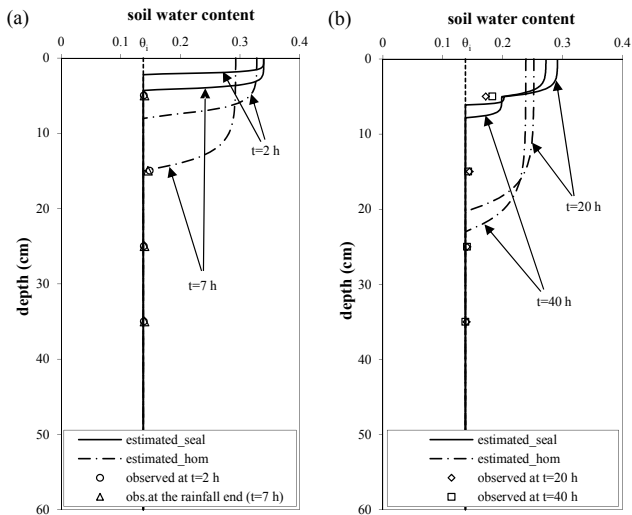 (a)
soil water content
0 0.1 0.2 0.3 0.4
θi
0
10
20
30
40
50
60
depth (cm)
t=2 h
t=7 h
estimated_seal
estimated_hom
observed at t=2 h
obs.at the rainfall end (t=7 h)
(b)
soil water content
0 0.1 0.2 0.3 0.4
θi
0
10
20
30
40
50
60
depth (cm)
t=20 h
t=40 h
estimated_seal
estimated_hom
observed at t=20 h
observed at t=40 h